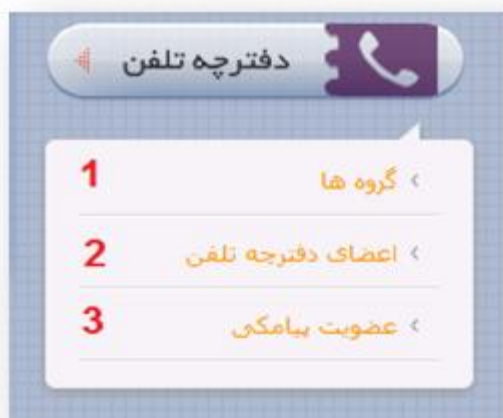 دفترچه تلفن
گروه ها 1
اعضای دفترچه تلفن 2
عضویت پیامکی 3